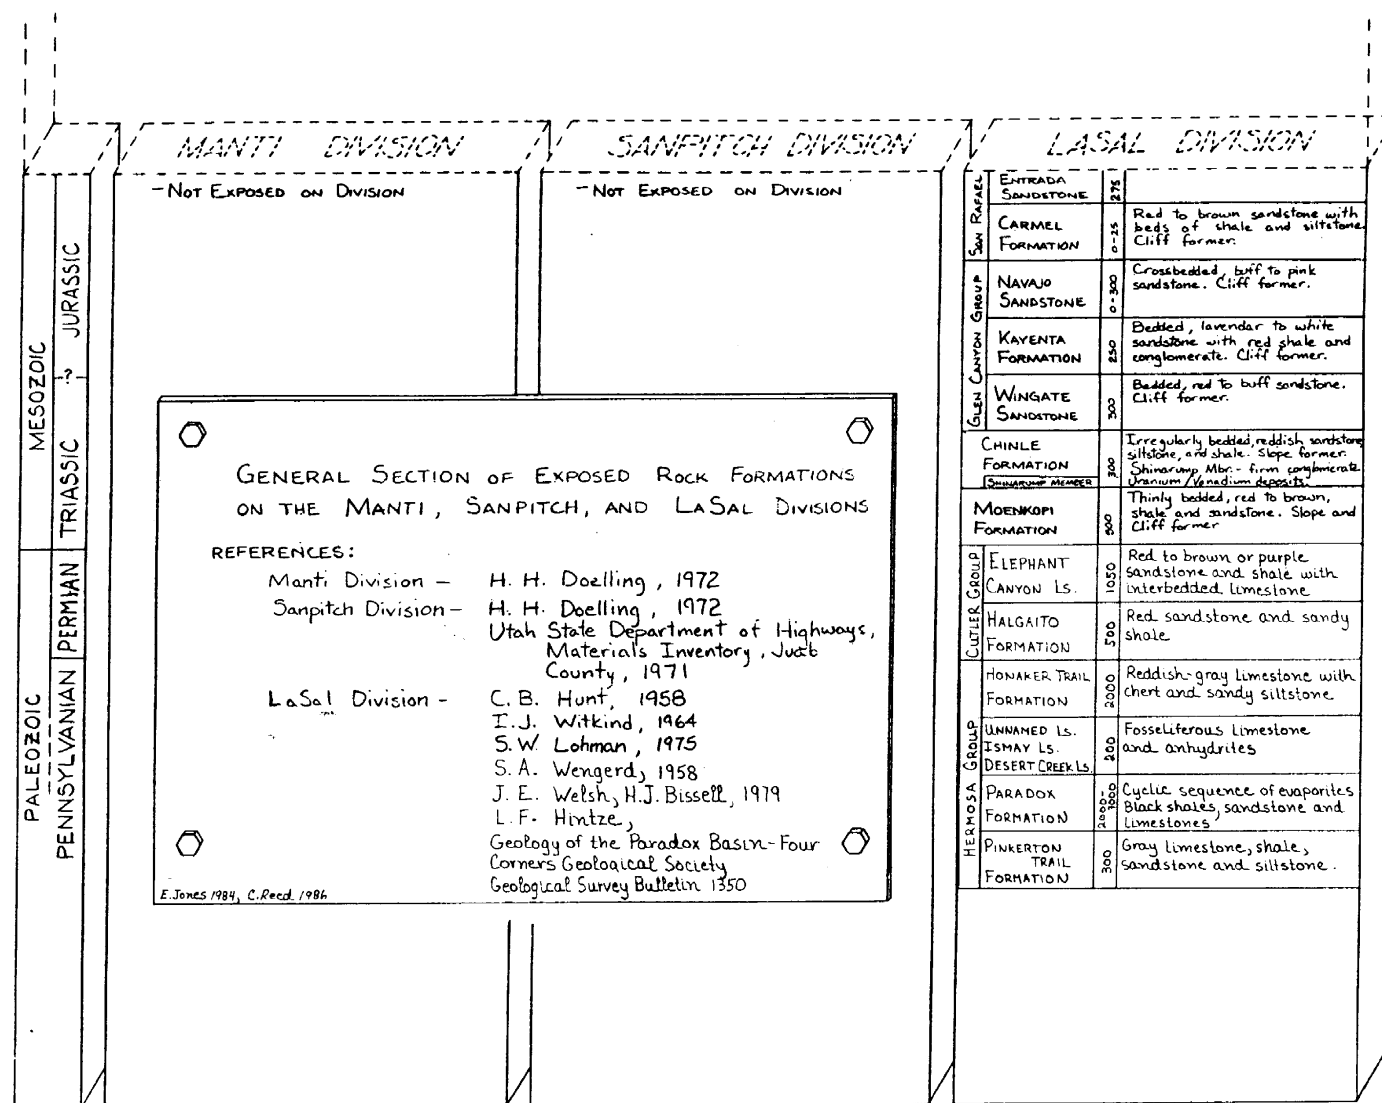 MANTI DIVISION
SANPITCH DIVISION
LASAL DIVISION
MESOZOIC
JURASSIC
-?-
TRIASSIC
PALEOZOIC
PERMIAN
PENNSYLVANIAN
- NOT EXPOSED ON DIVISION
- NOT EXPOSED ON DIVISION
GENERAL SECTION OF EXPOSED ROCK FORMATIONS
ON THE MANTI, SANPITCH, AND LASAL DIVISIONS
REFERENCES:
Manti Division - H. H. Doelling, 1972
Sanpitch Division - H. H. Doelling, 1972
Utah State Department of Highways,
Materials Inventory, Juab
County, 1971
LaSal Division - C. B. Hunt, 1958
I. J. Witkind, 1964
S. W. Lohman, 1975
S. A. Wengerd, 1958
J. E. Welsh, H.J. Bissell, 1979
L. F. Hintze,
Geology of the Paradox Basin-Four
Corners Geological Society
Geological Survey Bulletin 1350
E. Jones 1984, C. Reed 1986
SAN RAFAEL
ENTRADA
SANDSTONE
275
CARMEL
FORMATION
0-25
Red to brown sandstone with
beds of shale and siltstone.
Cliff former.
GLEN CANYON GROUP
NAVAJO
SANDSTONE
0-300
Crossbedded, buff to pink
sandstone. Cliff former.
KAYENTA
FORMATION
250
Bedded, lavendar to white
sandstone with red shale and
conglomerate. Cliff former.
WINGATE
SANDSTONE
300
Bedded, red to buff sandstone.
Cliff former.
CHINLE
FORMATION
SHINARUMP MEMBER
300
Irregularly bedded, reddish sandstone,
siltstone, and shale. Slope former.
Shinarump Mbr. - firm conglomerate
Uranium/Vanadium deposits.
MOENKOPI
FORMATION
500
Thinly bedded, red to brown,
shale and sandstone. Slope and
Cliff former
CUTLER GROUP
ELEPHANT
CANYON LS.
1050
Red to brown or purple
sandstone and shale with
interbedded limestone
HALGAITO
FORMATION
500
Red sandstone and sandy
shale
HERMOSA GROUP
HONAKER TRAIL
FORMATION
2000
Reddish-gray limestone with
chert and sandy siltstone
UNNAMED LS.
ISMAY LS.
DESERT CREEK LS.
200
Fosseliferous limestone
and anhydrites
PARADOX
FORMATION
2000-
7000
Cyclic sequence of evaporites
Black shales, sandstone and
limestones
PINKERTON
TRAIL
FORMATION
300
Gray limestone, shale,
sandstone and siltstone.